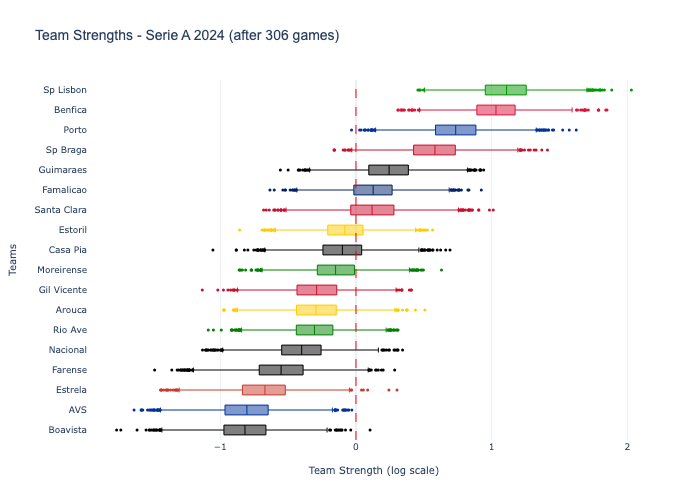 Team Strengths - Serie A 2024 (after 306 games)
Sp Lisbon
Benfica
Porto
Sp Braga
Guimaraes
Famalicao
Santa Clara
Estoril
Casa Pia
Moreirense
Gil Vicente
Arouca
Rio Ave
Nacional
Farense
Estrela
AVS
Boavista
Teams
−1 0 1 2
Team Strength (log scale)